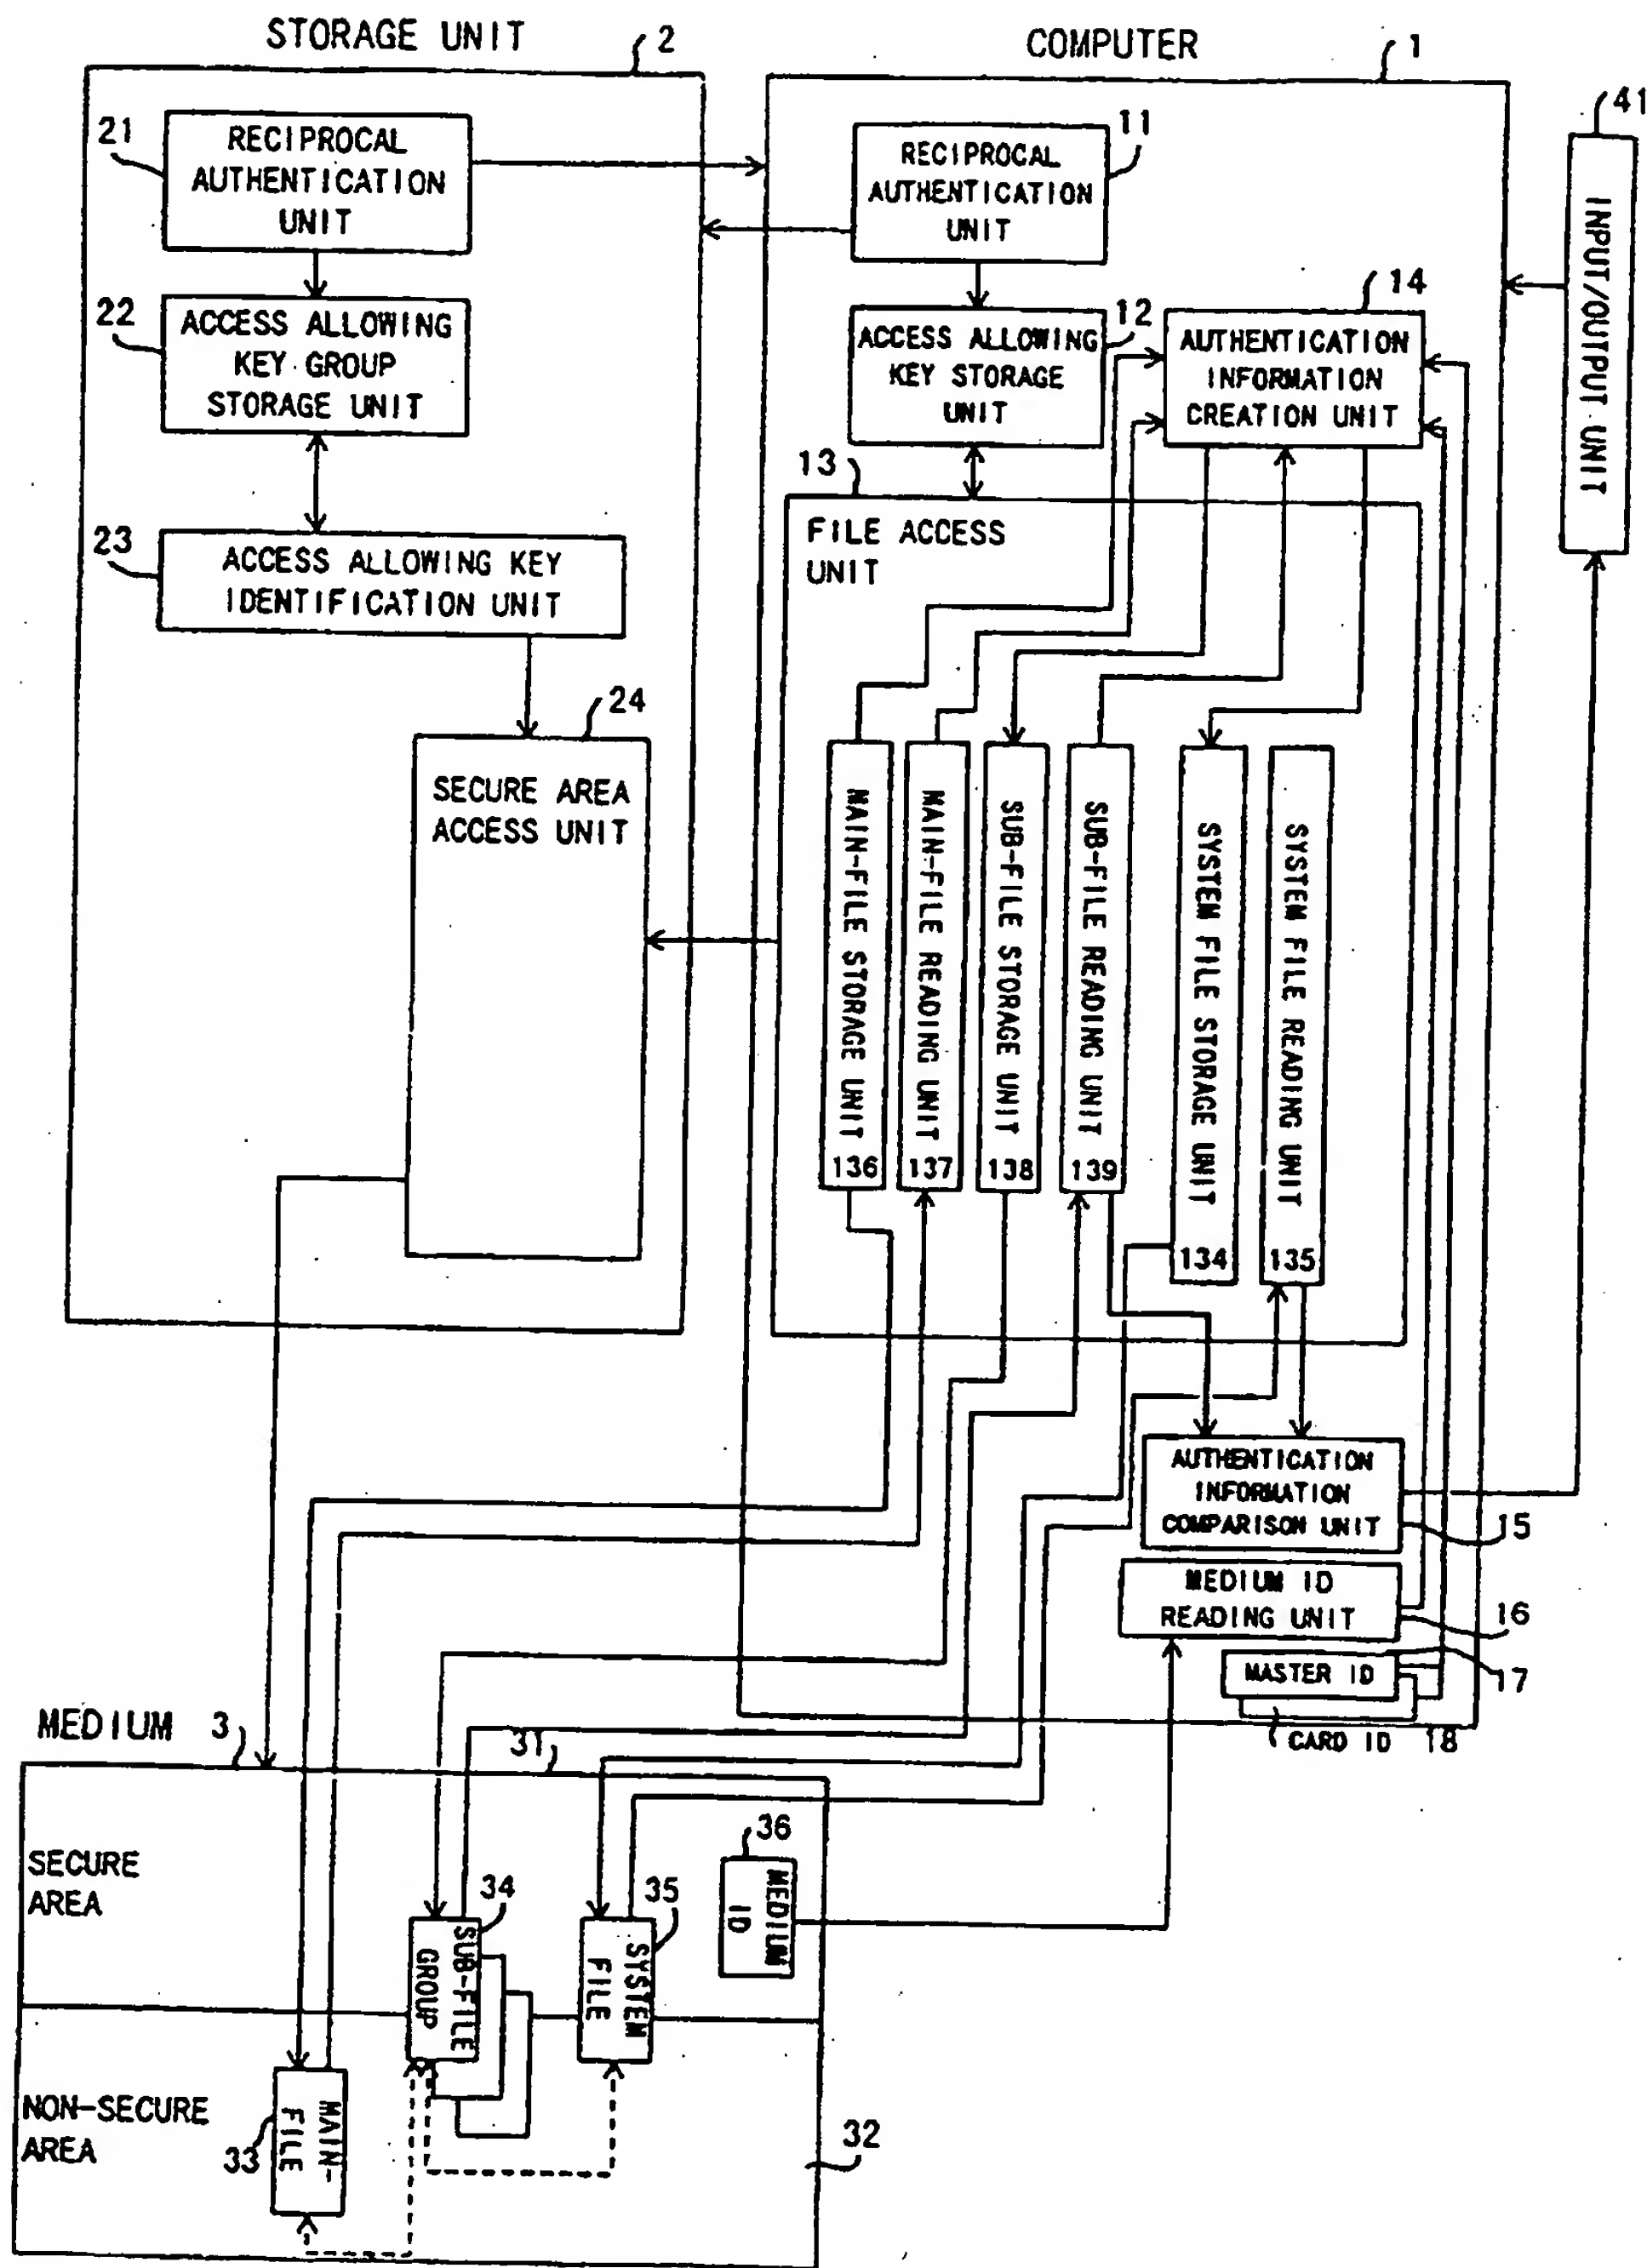 STORAGE UNIT
2
COMPUTER
1
41
INPUT/OUTPUT UNIT
21
RECIPROCAL
AUTHENTICATION
UNIT
11
RECIPROCAL
AUTHENTICATION
UNIT
22
ACCESS ALLOWING
KEY GROUP
STORAGE UNIT
12
ACCESS ALLOWING
KEY STORAGE
UNIT
14
AUTHENTICATION
INFORMATION
CREATION UNIT
23
ACCESS ALLOWING KEY
IDENTIFICATION UNIT
13
FILE ACCESS
UNIT
24
SECURE AREA
ACCESS UNIT
MAIN-FILE STORAGE UNIT
136
MAIN-FILE READING UNIT
137
SUB-FILE STORAGE UNIT
138
SUB-FILE READING UNIT
139
SYSTEM FILE STORAGE UNIT
134
SYSTEM FILE READING UNIT
135
AUTHENTICATION
INFORMATION
COMPARISON UNIT
15
MEDIUM ID
READING UNIT
16
MASTER ID
17
CARD ID
18
MEDIUM
3
31
SECURE
AREA
34
SUB-FILE
GROUP
35
SYSTEM
FILE
36
MEDIUM
ID
NON-SECURE
AREA
33
MAIN-
FILE
32